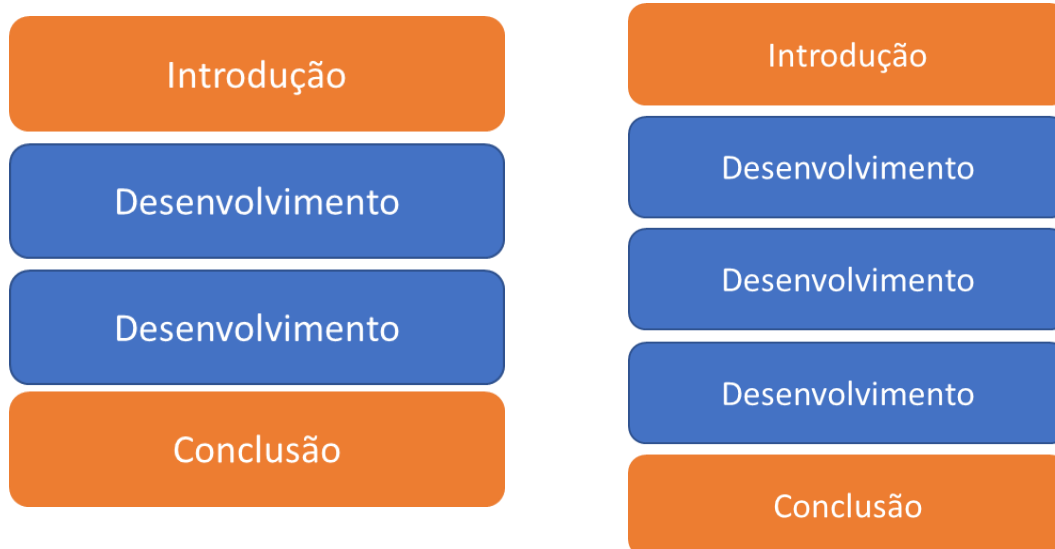 Introdução
Desenvolvimento
Desenvolvimento
Conclusão
Introdução
Desenvolvimento
Desenvolvimento
Desenvolvimento
Conclusão